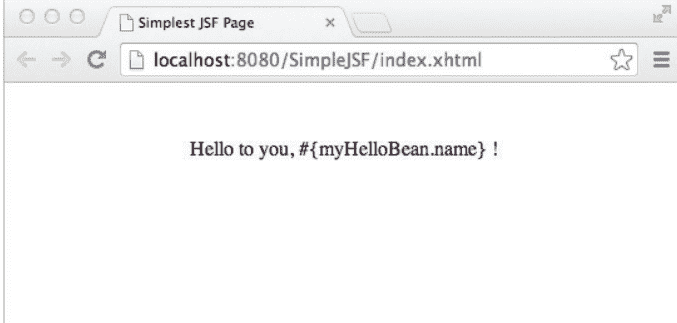 Simplest JSF Page
localhost:8080/SimpleJSF/index.xhtml
Hello to you, #{myHelloBean.name} !